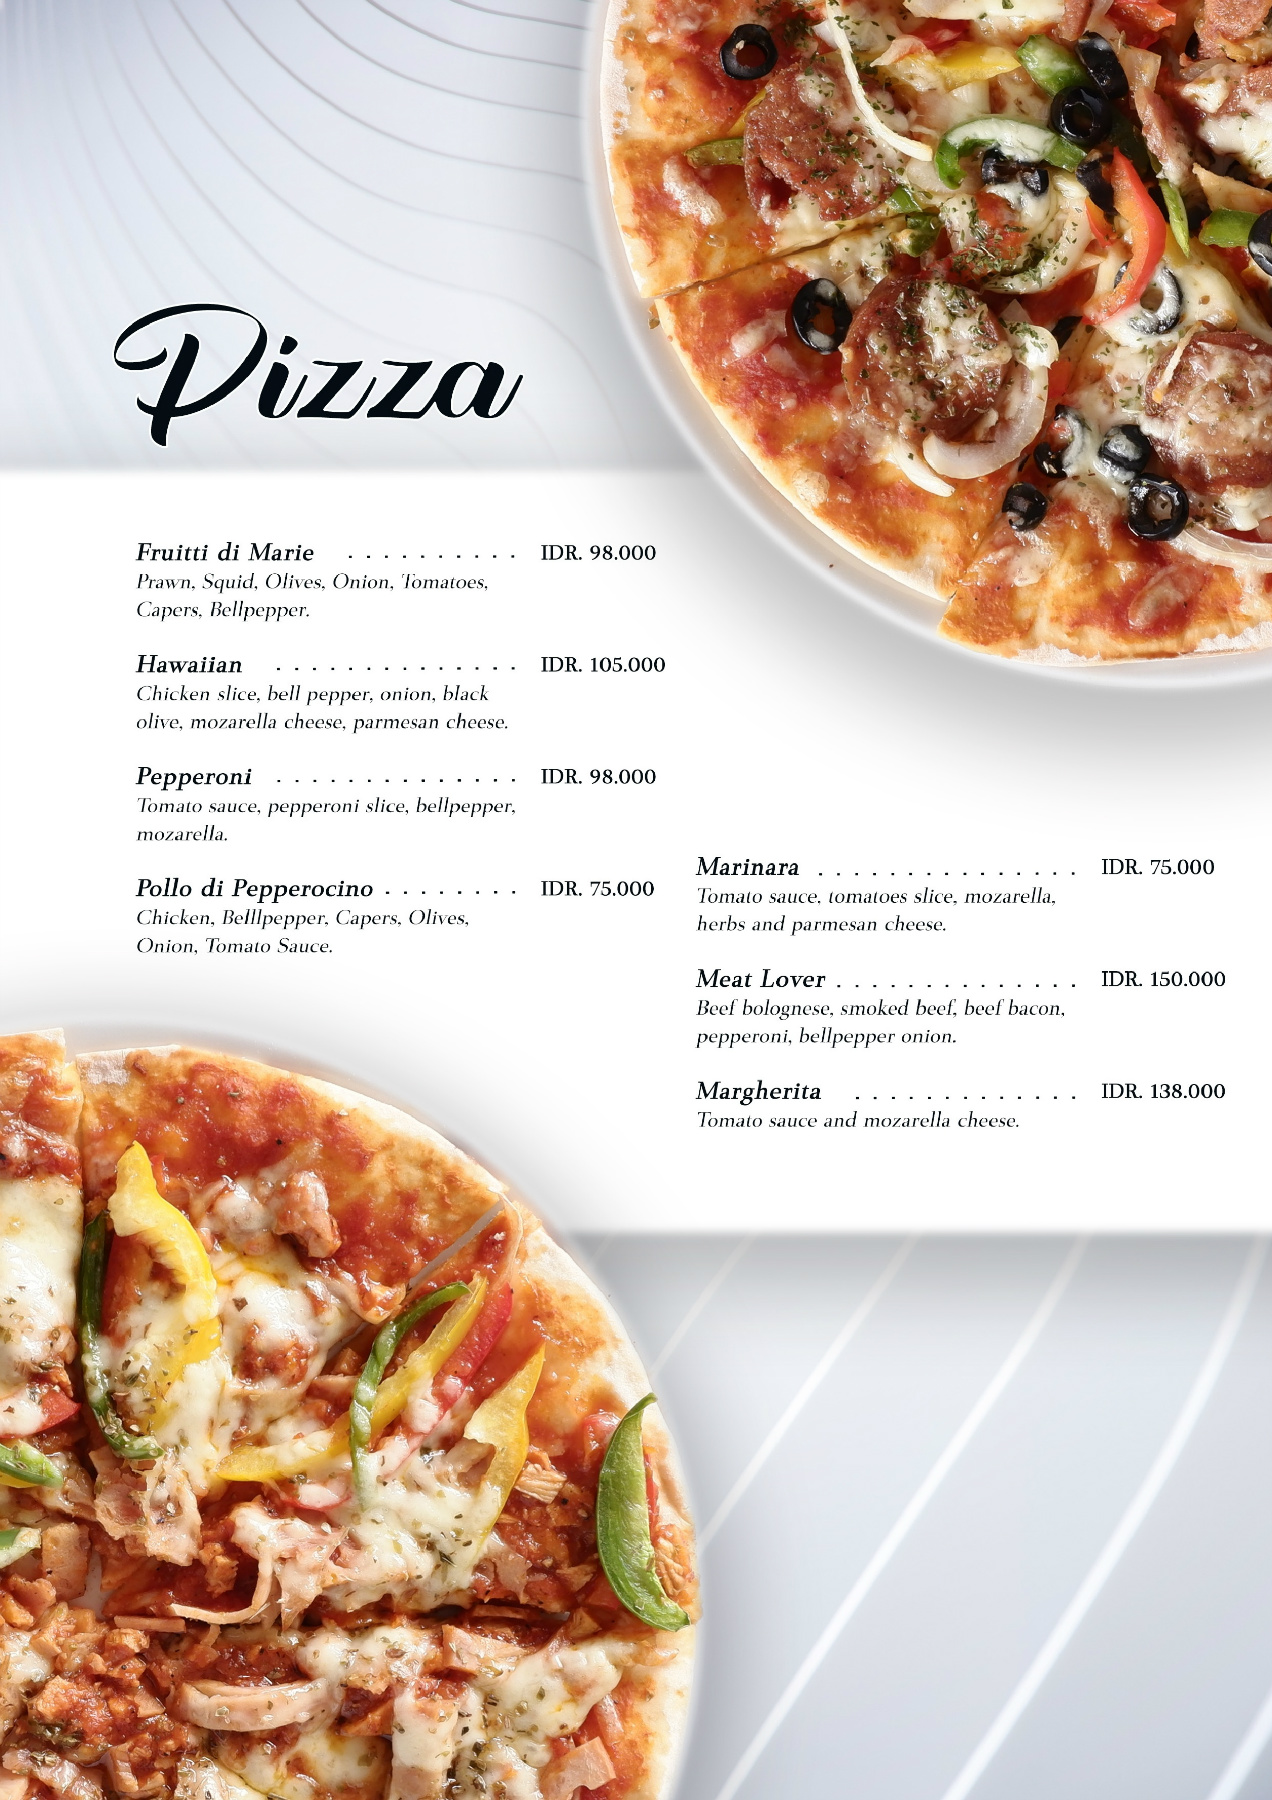 Pizza
Fruitti di Marie . . . . . . . . . . IDR. 98.000
Prawn, Squid, Olives, Onion, Tomatoes,
Capers, Bellpepper.
Hawaiian . . . . . . . . . . . . . . IDR. 105.000
Chicken slice, bell pepper, onion, black
olive, mozarella cheese, parmesan cheese.
Pepperoni . . . . . . . . . . . . . . IDR. 98.000
Tomato sauce, pepperoni slice, bellpepper,
mozarella.
Pollo di Pepperocino . . . . . . . . IDR. 75.000
Chicken, Belllpepper, Capers, Olives,
Onion, Tomato Sauce.
Marinara . . . . . . . . . . . . . . . IDR. 75.000
Tomato sauce, tomatoes slice, mozarella,
herbs and parmesan cheese.
Meat Lover . . . . . . . . . . . . . . IDR. 150.000
Beef bolognese, smoked beef, beef bacon,
pepperoni, bellpepper onion.
Margherita . . . . . . . . . . . . . IDR. 138.000
Tomato sauce and mozarella cheese.